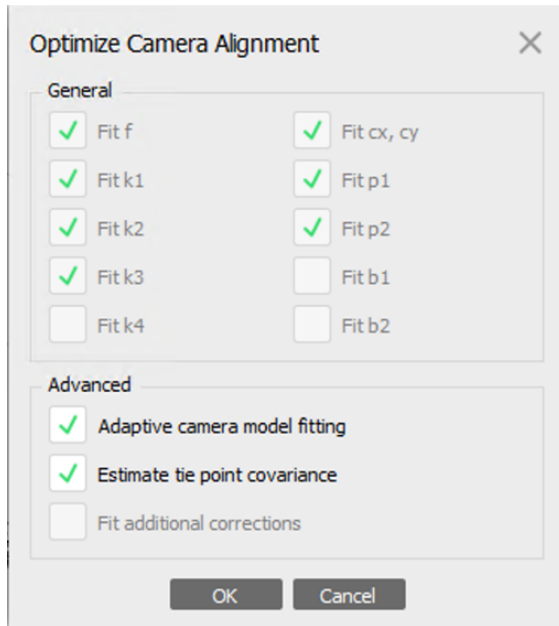 Optimize Camera Alignment
General
Fit f
Fit cx, cy
Fit k1
Fit p1
Fit k2
Fit p2
Fit k3
Fit b1
Fit k4
Fit b2
Advanced
Adaptive camera model fitting
Estimate tie point covariance
Fit additional corrections
OK
Cancel